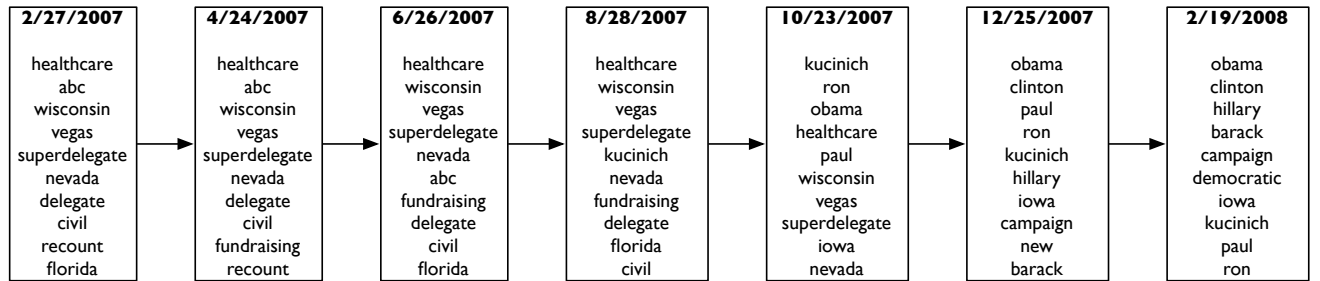 2/27/2007
healthcare
abc
wisconsin
vegas
superdelegate
nevada
delegate
civil
recount
florida
4/24/2007
healthcare
abc
wisconsin
vegas
superdelegate
nevada
delegate
civil
fundraising
recount
6/26/2007
healthcare
wisconsin
vegas
superdelegate
nevada
abc
fundraising
delegate
civil
florida
8/28/2007
healthcare
wisconsin
vegas
superdelegate
kucinich
nevada
fundraising
delegate
florida
civil
10/23/2007
kucinich
ron
obama
healthcare
paul
wisconsin
vegas
superdelegate
iowa
nevada
12/25/2007
obama
clinton
paul
ron
kucinich
hillary
iowa
campaign
new
barack
2/19/2008
obama
clinton
hillary
barack
campaign
democratic
iowa
kucinich
paul
ron